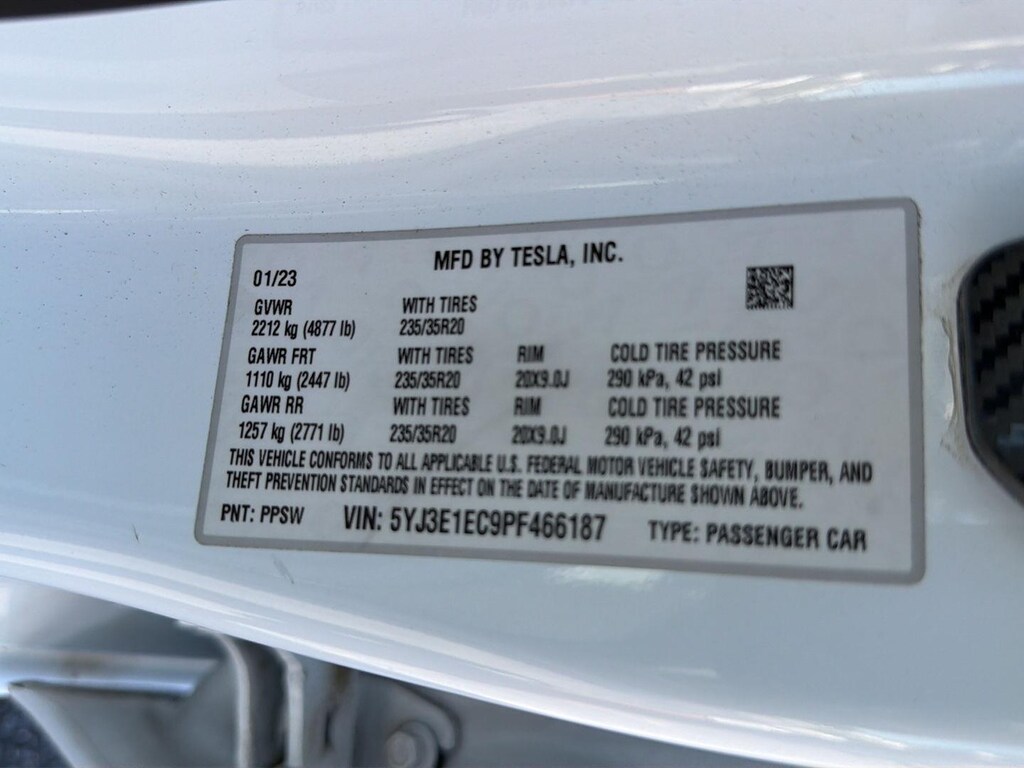 MFD BY TESLA, INC.
01/23
GVWR WITH TIRES
2212 kg (4877 lb) 235/35R20
GAWR FRT WITH TIRES RIM COLD TIRE PRESSURE
1110 kg (2447 lb) 235/35R20 20X9.0J 290 kPa, 42 psi
GAWR RR WITH TIRES RIM COLD TIRE PRESSURE
1257 kg (2771 lb) 235/35R20 20X9.0J 290 kPa, 42 psi
THIS VEHICLE CONFORMS TO ALL APPLICABLE U.S. FEDERAL MOTOR VEHICLE SAFETY, BUMPER, AND
THEFT PREVENTION STANDARDS IN EFFECT ON THE DATE OF MANUFACTURE SHOWN ABOVE.
PNT: PPSW VIN: 5YJ3E1EC9PF466187 TYPE: PASSENGER CAR